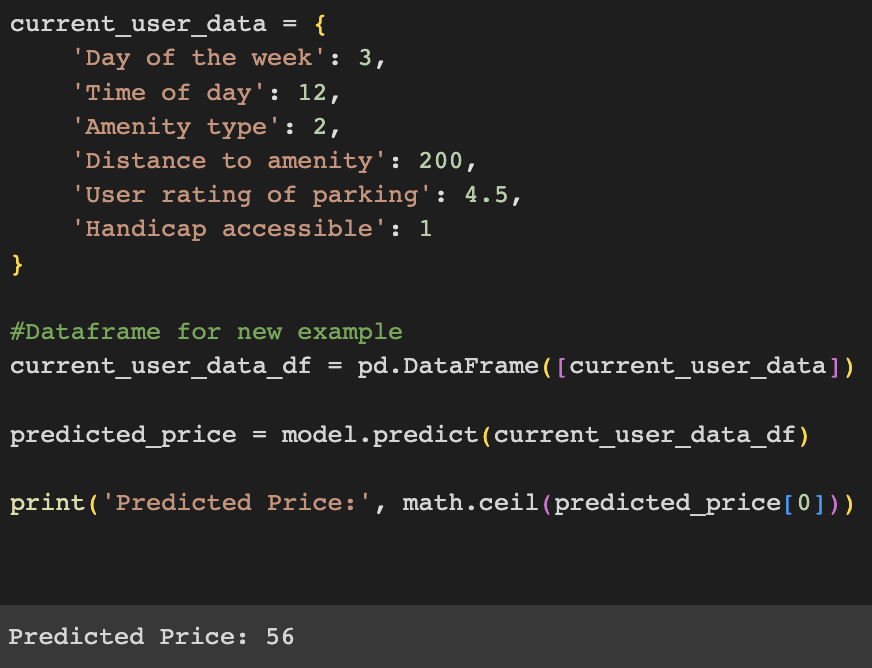 current_user_data = {
    'Day of the week': 3,
    'Time of day': 12,
    'Amenity type': 2,
    'Distance to amenity': 200,
    'User rating of parking': 4.5,
    'Handicap accessible': 1
}
#Dataframe for new example
current_user_data_df = pd.DataFrame([current_user_data])
predicted_price = model.predict(current_user_data_df)
print('Predicted Price:', math.ceil(predicted_price[0]))
Predicted Price: 56